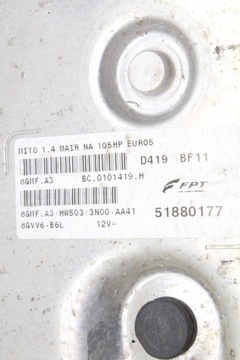 MITO 1.4 MAIR NA 105HP EURO5
D419 BF11
8GMF.A3 BC.0101419.H
FPT
8GMF.A3/HW503/3N00-AA41
51880177
8GVV6-B6L 12V=